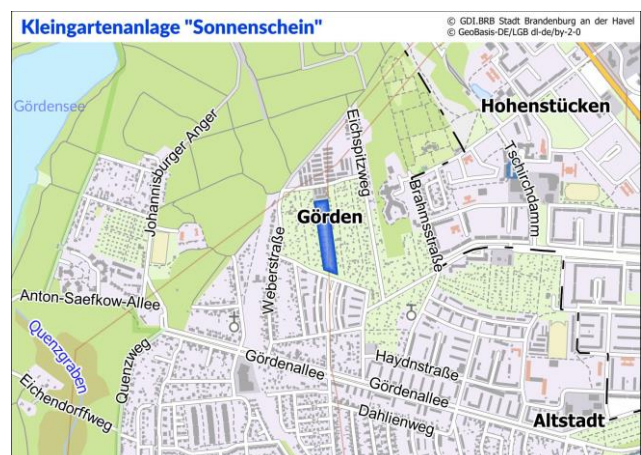 Kleingartenanlage "Sonnenschein"
© GDI.BRB Stadt Brandenburg an der Havel
© GeoBasis-DE/LGB dl-de/by-2-0
Gördensee
Hohenstücken
Johannisburger Anger
Eichspitzweg
Tschirchdamm
Brahmsstraße
Görden
Weberstraße
Anton-Saefkow-Allee
Quenzgraben
Quenzweg
Gördenallee
Haydnstraße
Gördenallee
Eichendorffweg
Dahlienweg
Altstadt